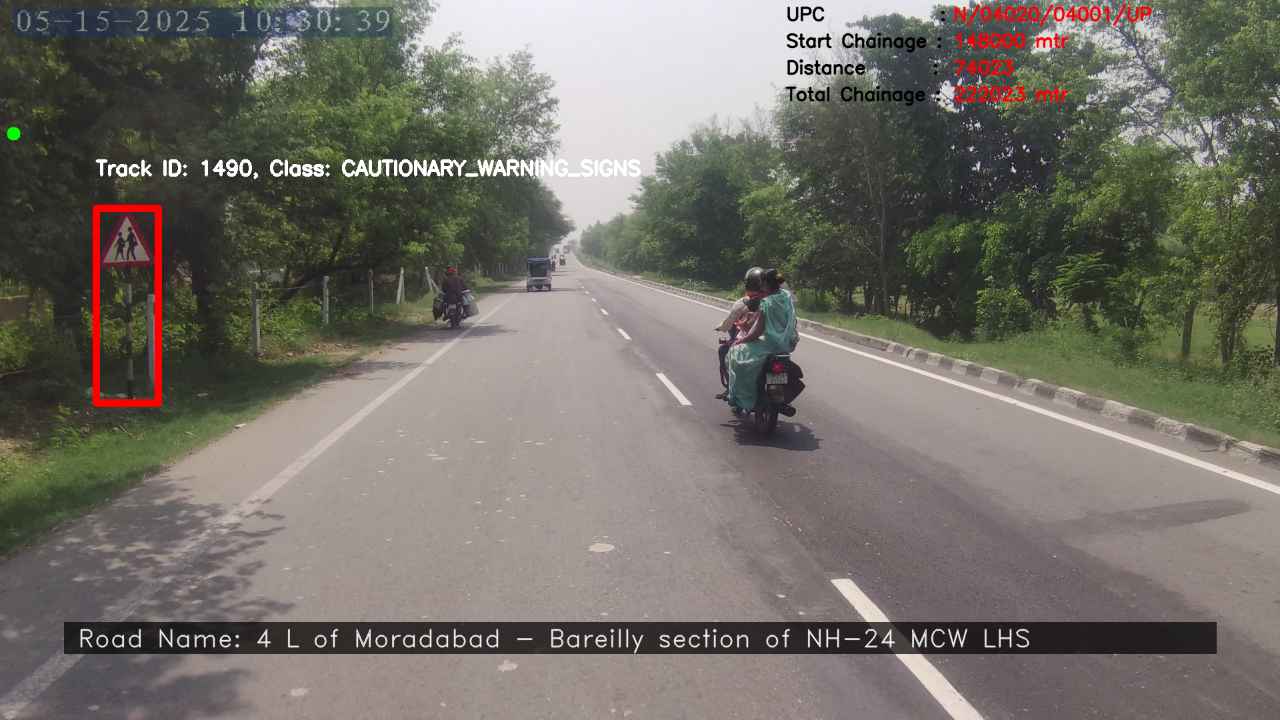 05-15-2025 10:30:39
UPC : N/04020/04001/UP
Start Chainage : 148000 mtr
Distance : 74023
Total Chainage : 222023 mtr
Track ID: 1490, Class: CAUTIONARY_WARNING_SIGNS
Road Name: 4 L of Moradabad - Bareilly section of NH-24 MCW LHS